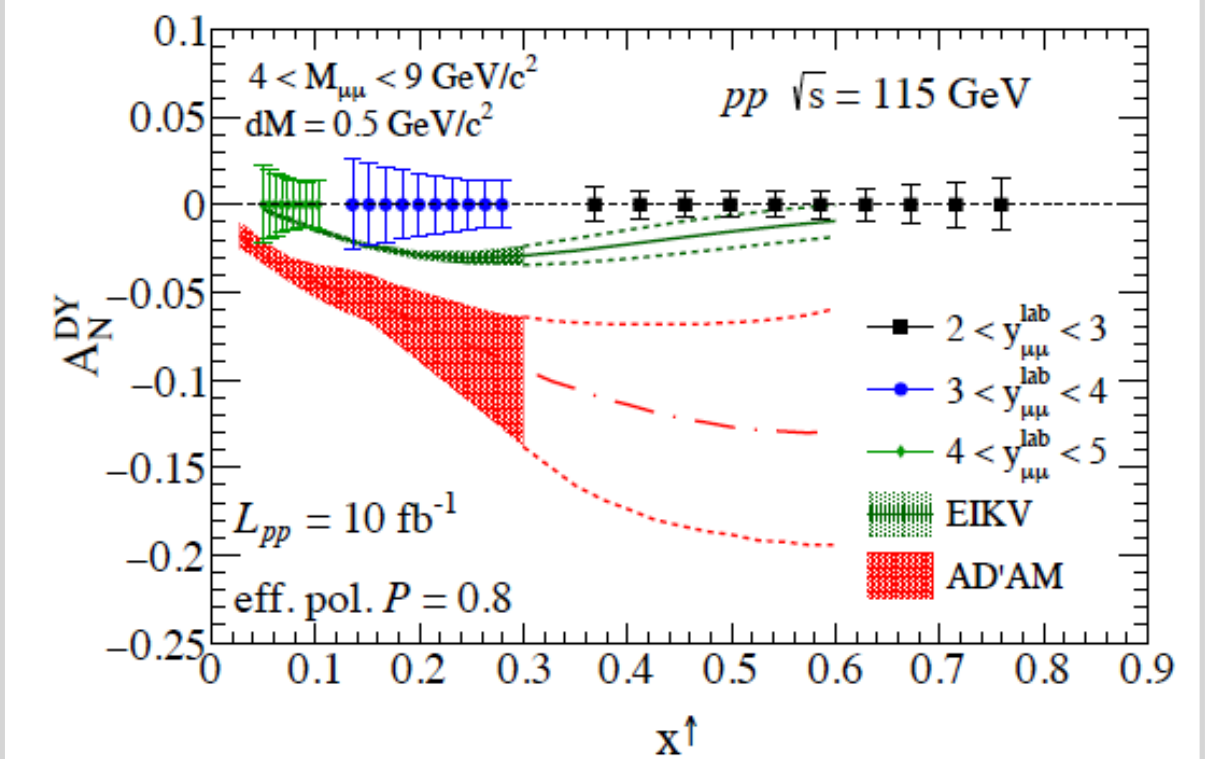 0.1
0.05
0
−0.05
−0.1
−0.15
−0.2
−0.25
A_N^DY
4 < M_μμ < 9 GeV/c²
dM = 0.5 GeV/c²
pp √s = 115 GeV
2 < y_μμ^lab < 3
3 < y_μμ^lab < 4
4 < y_μμ^lab < 5
EIKV
AD'AM
L_pp = 10 fb⁻¹
eff. pol. P = 0.8
0 0.1 0.2 0.3 0.4 0.5 0.6 0.7 0.8 0.9
x↑